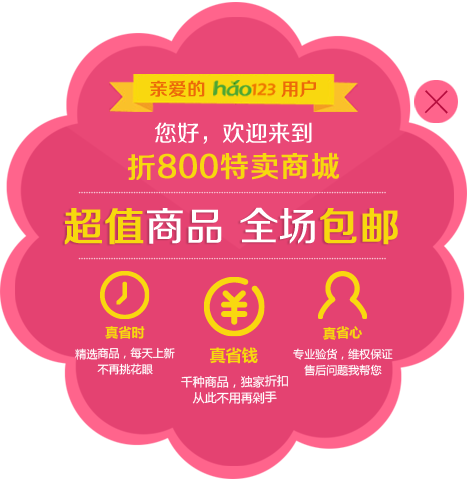 亲爱的 hao123 用户
您好，欢迎来到
折800特卖商城
超值商品 全场包邮
真省时
精选商品，每天上新
不再挑花眼
真省钱
千种商品，独家折扣
从此不用再剁手
真省心
专业验货，维权保证
售后问题我帮您